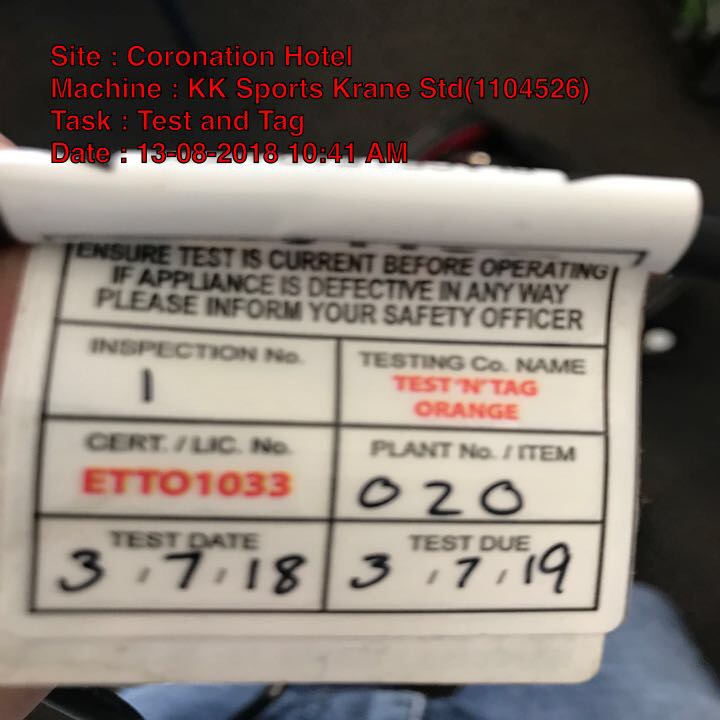 Site : Coronation Hotel
Machine : KK Sports Krane Std(1104526)
Task : Test and Tag
Date : 13-08-2018 10:41 AM
ENSURE TEST IS CURRENT BEFORE OPERATING
IF APPLIANCE IS DEFECTIVE IN ANY WAY
PLEASE INFORM YOUR SAFETY OFFICER
INSPECTION No.
1
TESTING Co. NAME
TEST 'N' TAG
ORANGE
CERT. / LIC. No.
ETTO1033
PLANT No. / ITEM
020
TEST DATE
3/7/18
TEST DUE
3/7/19